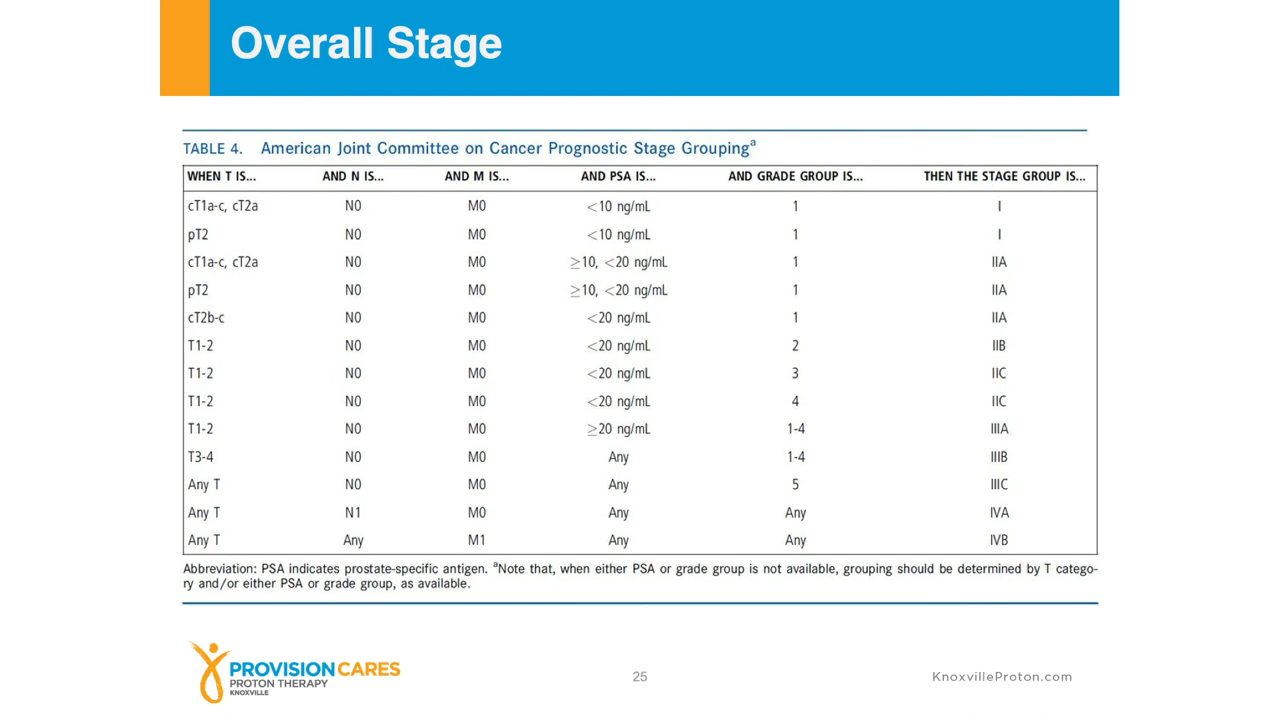 Overall Stage
TABLE 4. American Joint Committee on Cancer Prognostic Stage Groupingᵃ
WHEN T IS... AND N IS... AND M IS... AND PSA IS... AND GRADE GROUP IS... THEN THE STAGE GROUP IS...
cT1a-c, cT2a N0 M0 <10 ng/mL 1 I
pT2 N0 M0 <10 ng/mL 1 I
cT1a-c, cT2a N0 M0 ≥10, <20 ng/mL 1 IIA
pT2 N0 M0 ≥10, <20 ng/mL 1 IIA
cT2b-c N0 M0 <20 ng/mL 1 IIA
T1-2 N0 M0 <20 ng/mL 2 IIB
T1-2 N0 M0 <20 ng/mL 3 IIC
T1-2 N0 M0 <20 ng/mL 4 IIC
T1-2 N0 M0 ≥20 ng/mL 1-4 IIIA
T3-4 N0 M0 Any 1-4 IIIB
Any T N0 M0 Any 5 IIIC
Any T N1 M0 Any Any IVA
Any T Any M1 Any Any IVB
Abbreviation: PSA indicates prostate-specific antigen. ᵃNote that, when either PSA or grade group is not available, grouping should be determined by T catego-
ry and/or either PSA or grade group, as available.
PROVISION CARES
PROTON THERAPY
KNOXVILLE
25
KnoxvilleProton.com